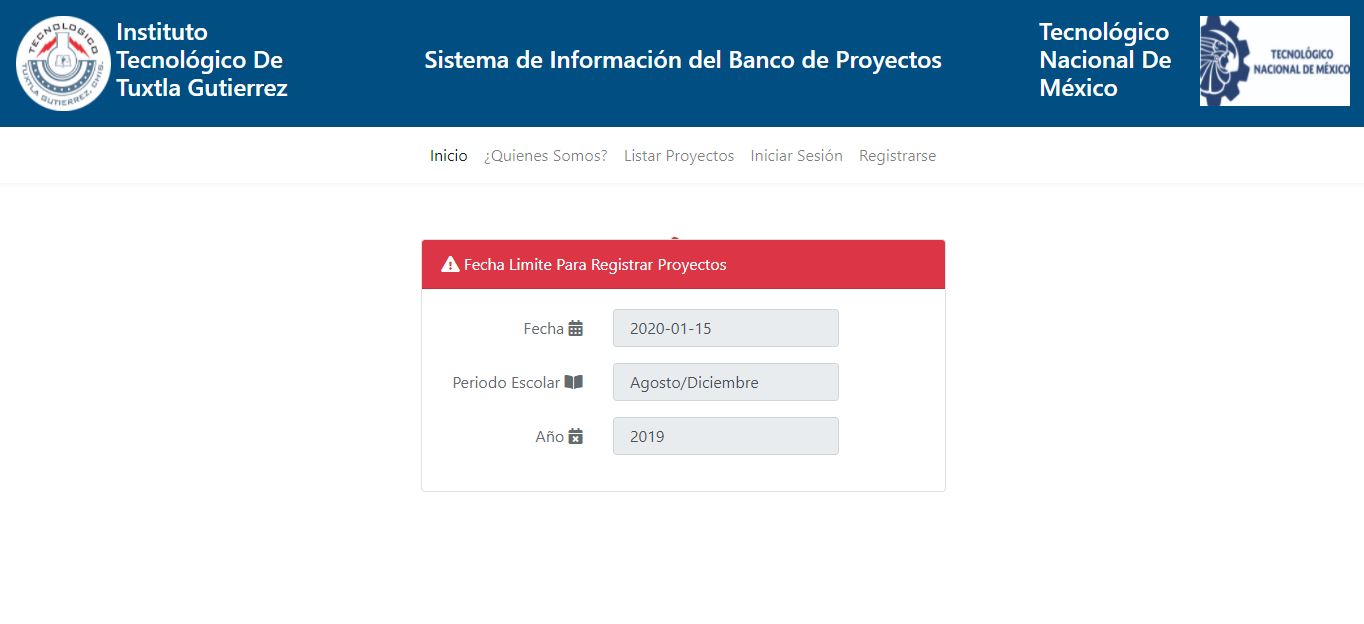 TECNOLOGICO
TUXTLA GUTIERREZ, CHIS.
Instituto
Tecnológico De
Tuxtla Gutierrez
Sistema de Información del Banco de Proyectos
Tecnológico
Nacional De
México
TECNOLÓGICO
NACIONAL DE MÉXICO
Inicio ¿Quienes Somos? Listar Proyectos Iniciar Sesión Registrarse
Fecha Limite Para Registrar Proyectos
Fecha 2020-01-15
Periodo Escolar Agosto/Diciembre
Año 2019